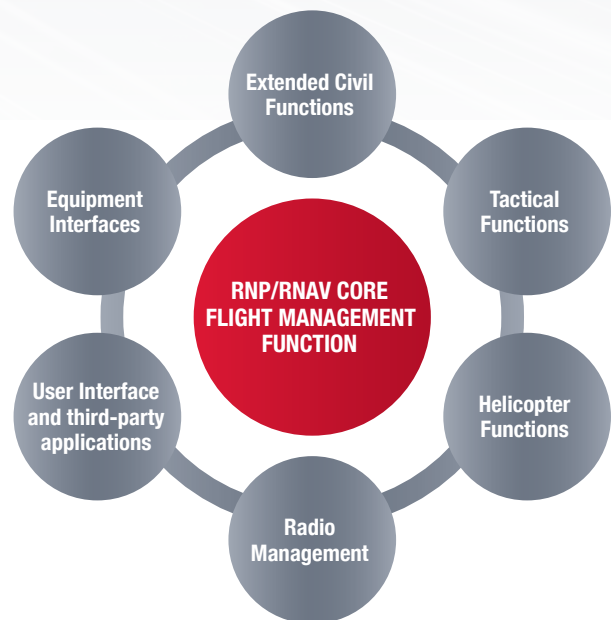 Extended Civil
Functions
Equipment
Interfaces
Tactical
Functions
RNP/RNAV CORE
FLIGHT MANAGEMENT
FUNCTION
User Interface
and third-party
applications
Helicopter
Functions
Radio
Management